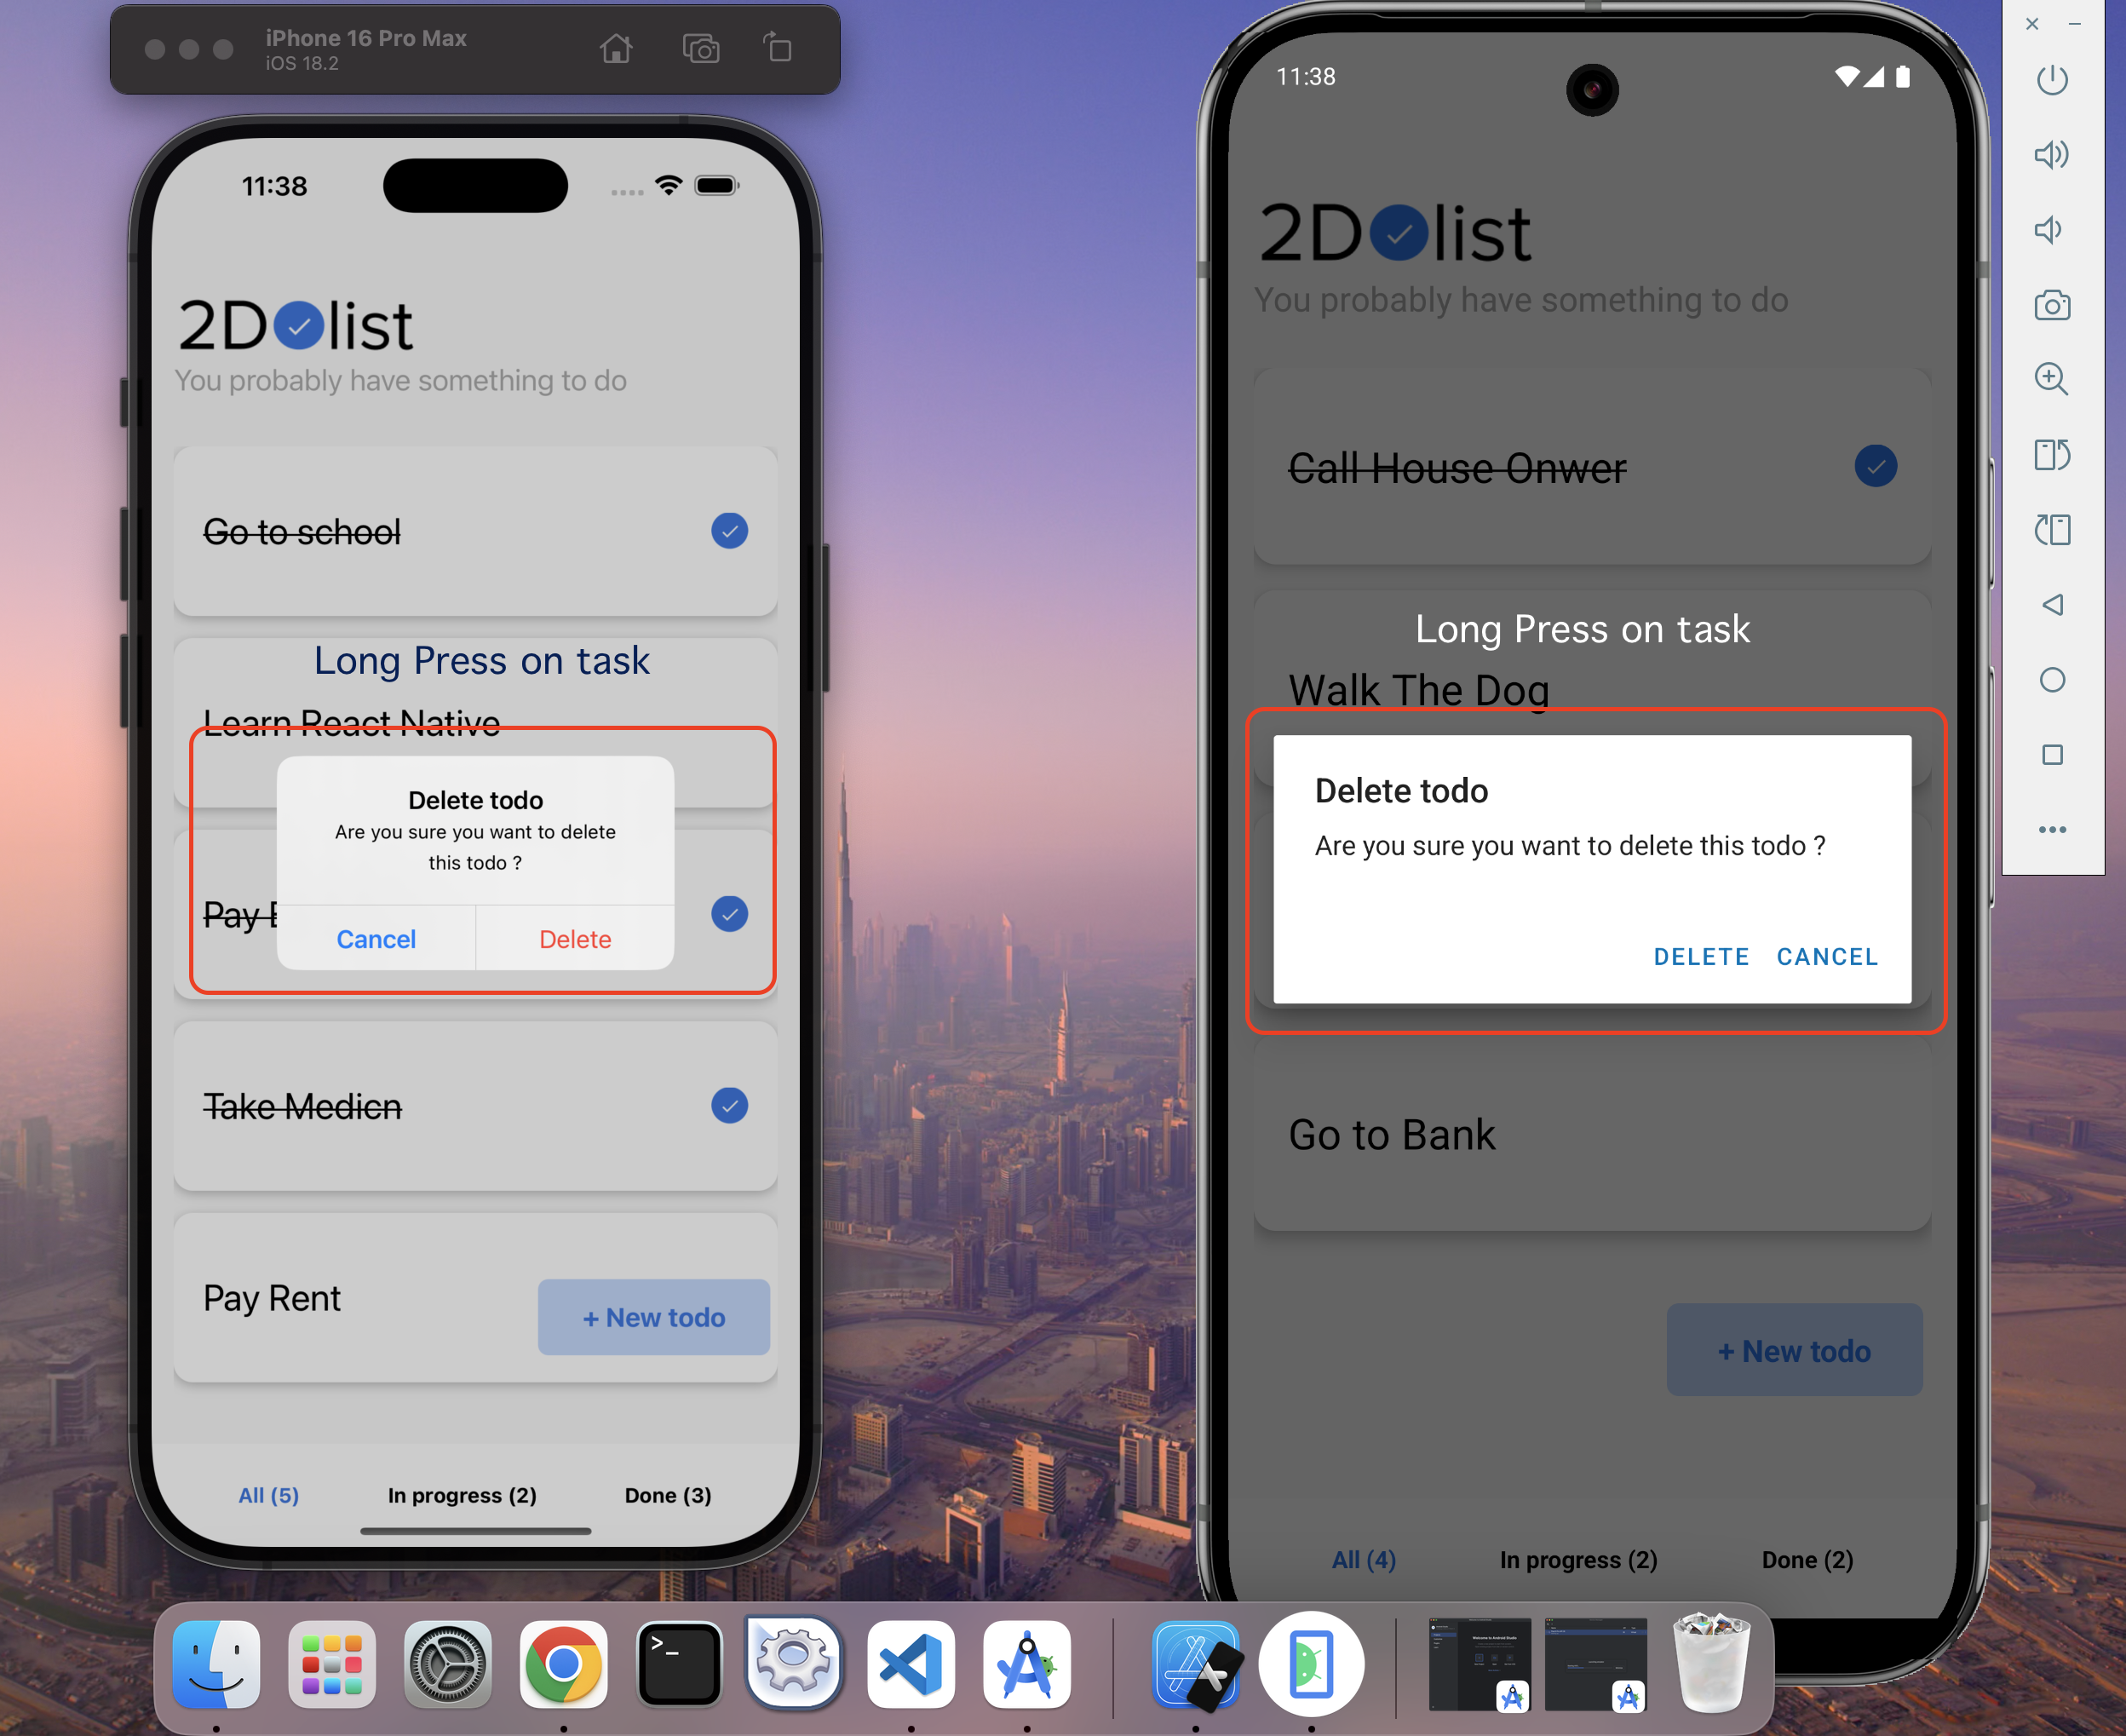 iPhone 16 Pro Max
iOS 18.2
11:38
2D list
You probably have something to do
Go to school
Long Press on task
Learn React Native
Delete todo
Are you sure you want to delete
this todo ?
Cancel
Delete
Pay
Take Medicn
Pay Rent
+ New todo
All (5)
In progress (2)
Done (3)
11:38
2D list
You probably have something to do
Call House Onwer
Long Press on task
Walk The Dog
Delete todo
Are you sure you want to delete this todo ?
DELETE
CANCEL
Go to Bank
+ New todo
All (4)
In progress (2)
Done (2)